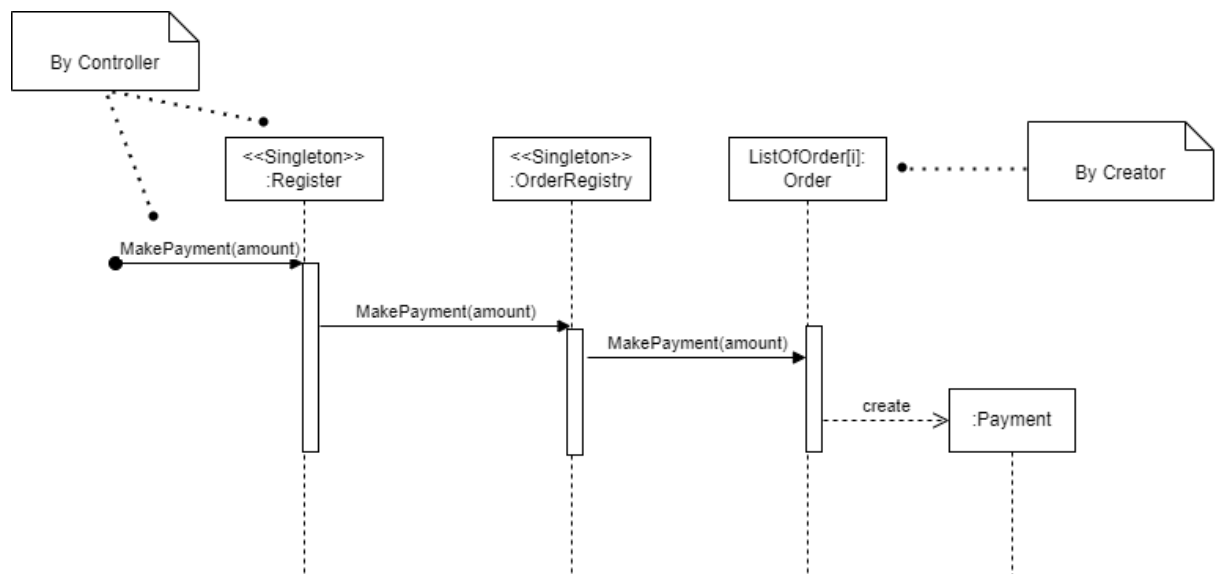 By Controller
<<Singleton>>
:Register
<<Singleton>>
:OrderRegistry
ListOfOrder[i]:
Order
By Creator
MakePayment(amount)
MakePayment(amount)
MakePayment(amount)
create
:Payment